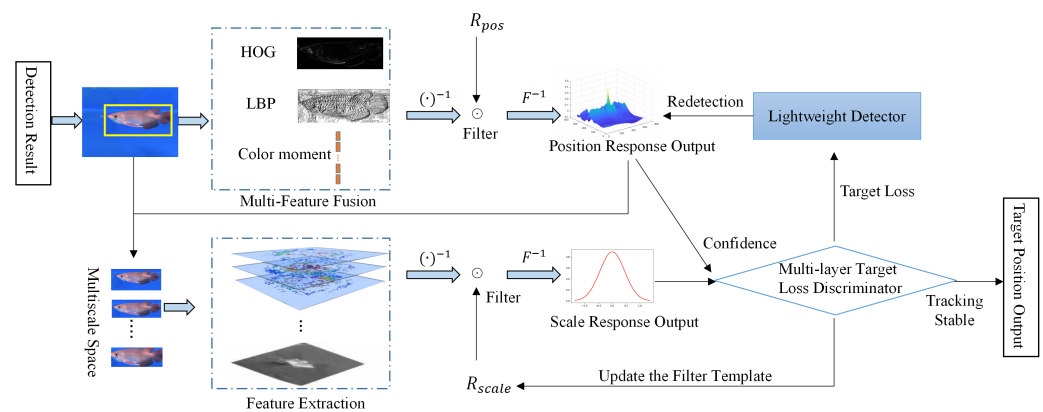 Detection Result
HOG
LBP
Color moment
Multi-Feature Fusion
(·)⁻¹
R_pos
⊙
Filter
F⁻¹
Position Response Output
Redetection
Lightweight Detector
Target Loss
Confidence
Multiscale Space
Feature Extraction
(·)⁻¹
⊙
Filter
R_scale
F⁻¹
Scale Response Output
Multi-layer Target
Loss Discriminator
Tracking
Stable
Target Position Output
Update the Filter Template